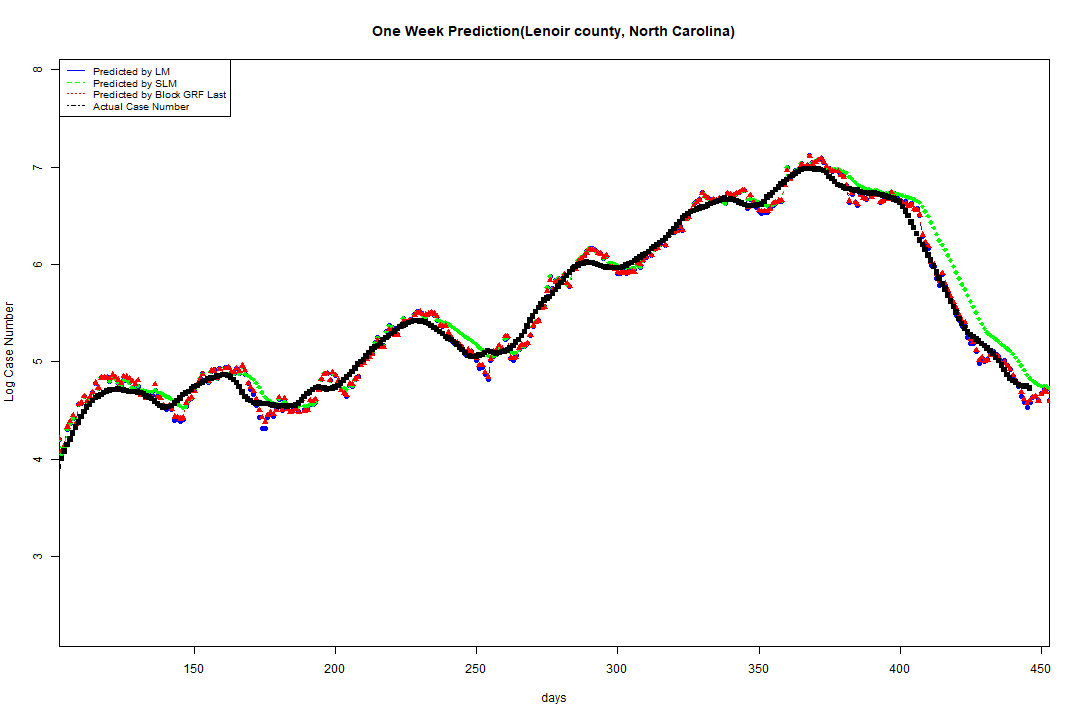 One Week Prediction(Lenoir county, North Carolina)
Predicted by LM
Predicted by SLM
Predicted by Block GRF Last
Actual Case Number
8
7
6
5
4
3
Log Case Number
150 200 250 300 350 400 450
days